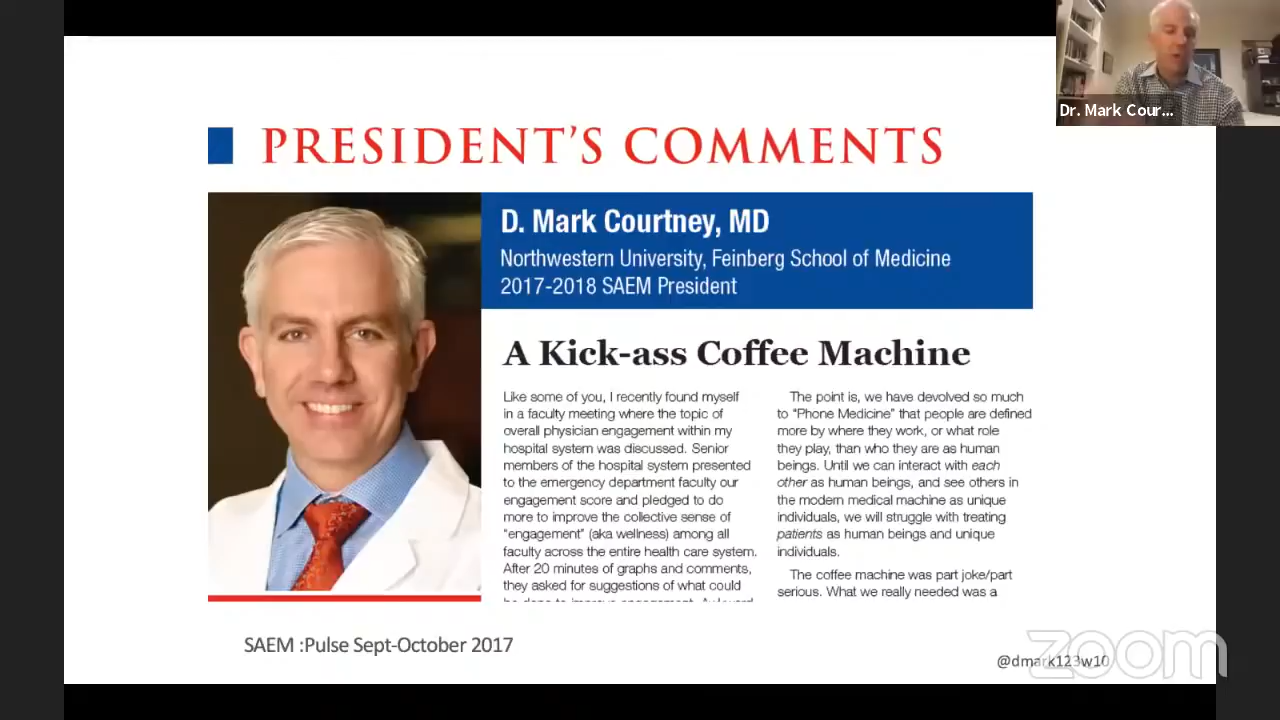 Dr. Mark Cour...
PRESIDENT'S COMMENTS
D. Mark Courtney, MD
Northwestern University, Feinberg School of Medicine
2017-2018 SAEM President
A Kick-ass Coffee Machine
Like some of you, I recently found myself
in a faculty meeting where the topic of
overall physician engagement within my
hospital system was discussed. Senior
members of the hospital system presented
to the emergency department faculty our
engagement score and pledged to do
more to improve the collective sense of
“engagement” (aka wellness) among all
faculty across the entire health care system.
After 20 minutes of graphs and comments,
they asked for suggestions of what could
The point is, we have devolved so much
to “Phone Medicine” that people are defined
more by where they work, or what role
they play, than who they are as human
beings. Until we can interact with each
other as human beings, and see others in
the modern medical machine as unique
individuals, we will struggle with treating
patients as human beings and unique
individuals.
The coffee machine was part joke/part
serious. What we really needed was a
SAEM :Pulse Sept-October 2017
@dmark123w10
zoom